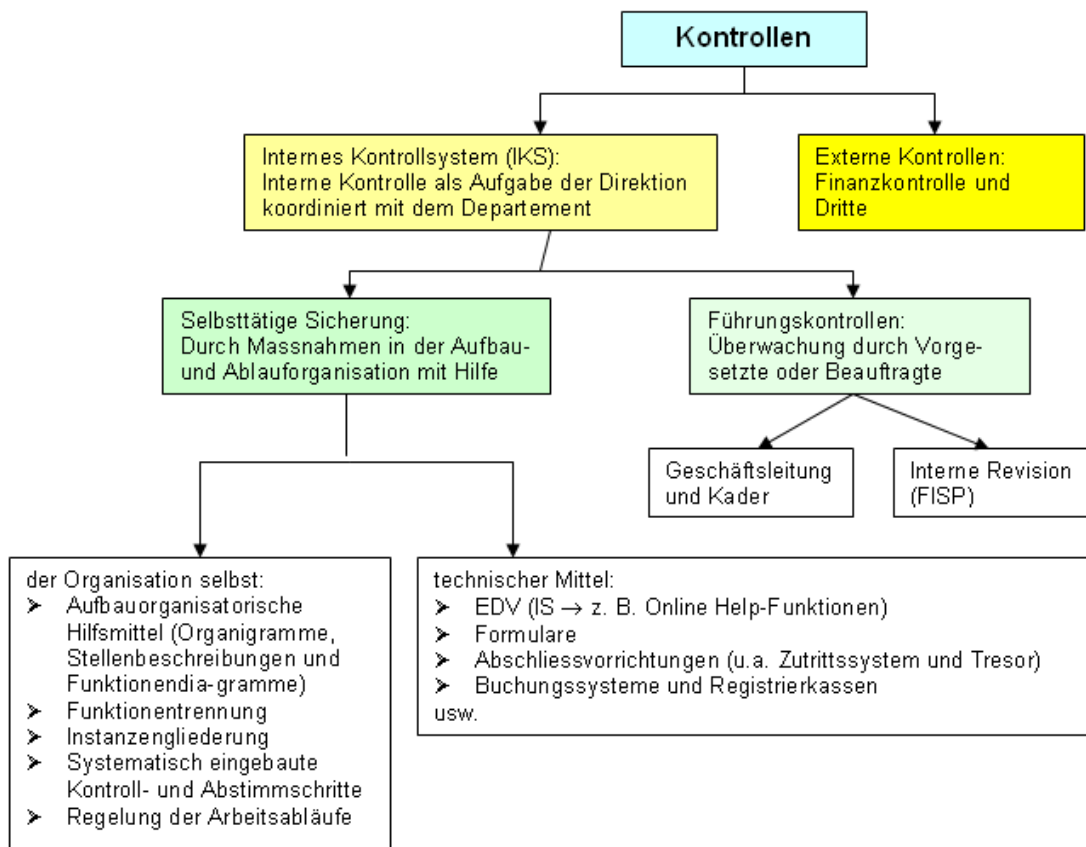 Kontrollen
Internes Kontrollsystem (IKS):
Interne Kontrolle als Aufgabe der Direktion
koordiniert mit dem Departement
Externe Kontrollen:
Finanzkontrolle und
Dritte
Selbsttätige Sicherung:
Durch Massnahmen in der Aufbau-
und Ablauforganisation mit Hilfe
Führungskontrollen:
Überwachung durch Vorge-
setzte oder Beauftragte
Geschäftsleitung
und Kader
Interne Revision
(FISP)
der Organisation selbst:
➢ Aufbauorganisatorische
Hilfsmittel (Organigramme,
Stellenbeschreibungen und
Funktionendia-gramme)
➢ Funktionentrennung
➢ Instanzengliederung
➢ Systematisch eingebaute
Kontroll- und Abstimmschritte
➢ Regelung der Arbeitsabläufe
technischer Mittel:
➢ EDV (IS → z. B. Online Help-Funktionen)
➢ Formulare
➢ Abschliessvorrichtungen (u.a. Zutrittssystem und Tresor)
➢ Buchungssysteme und Registrierkassen
usw.